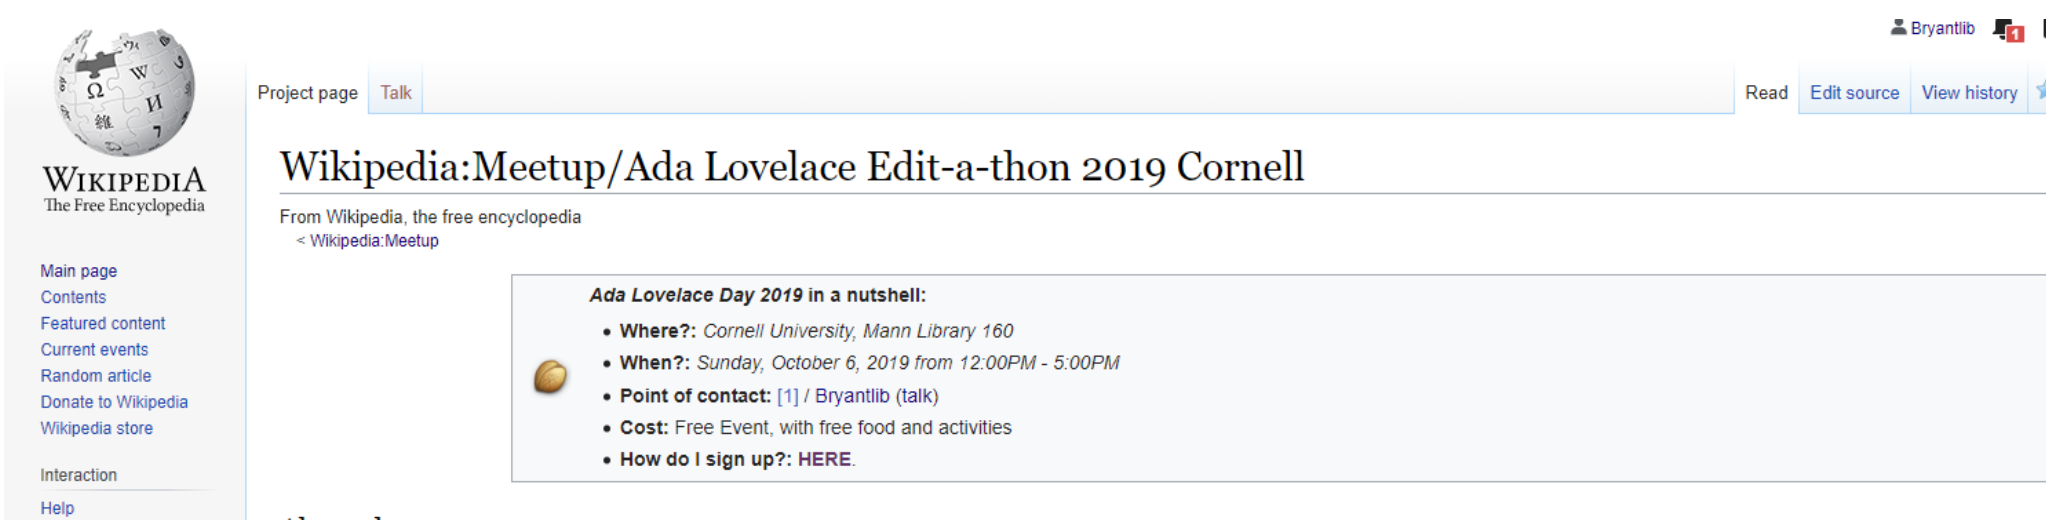 Bryantlib 1
Project page Talk Read Edit source View history
WIKIPEDIA
The Free Encyclopedia
Wikipedia:Meetup/Ada Lovelace Edit-a-thon 2019 Cornell
From Wikipedia, the free encyclopedia
< Wikipedia:Meetup
Main page
Contents
Featured content
Current events
Random article
Donate to Wikipedia
Wikipedia store
Interaction
Help
Ada Lovelace Day 2019 in a nutshell:
• Where?: Cornell University, Mann Library 160
• When?: Sunday, October 6, 2019 from 12:00PM - 5:00PM
• Point of contact: [1] / Bryantlib (talk)
• Cost: Free Event, with free food and activities
• How do I sign up?: HERE.